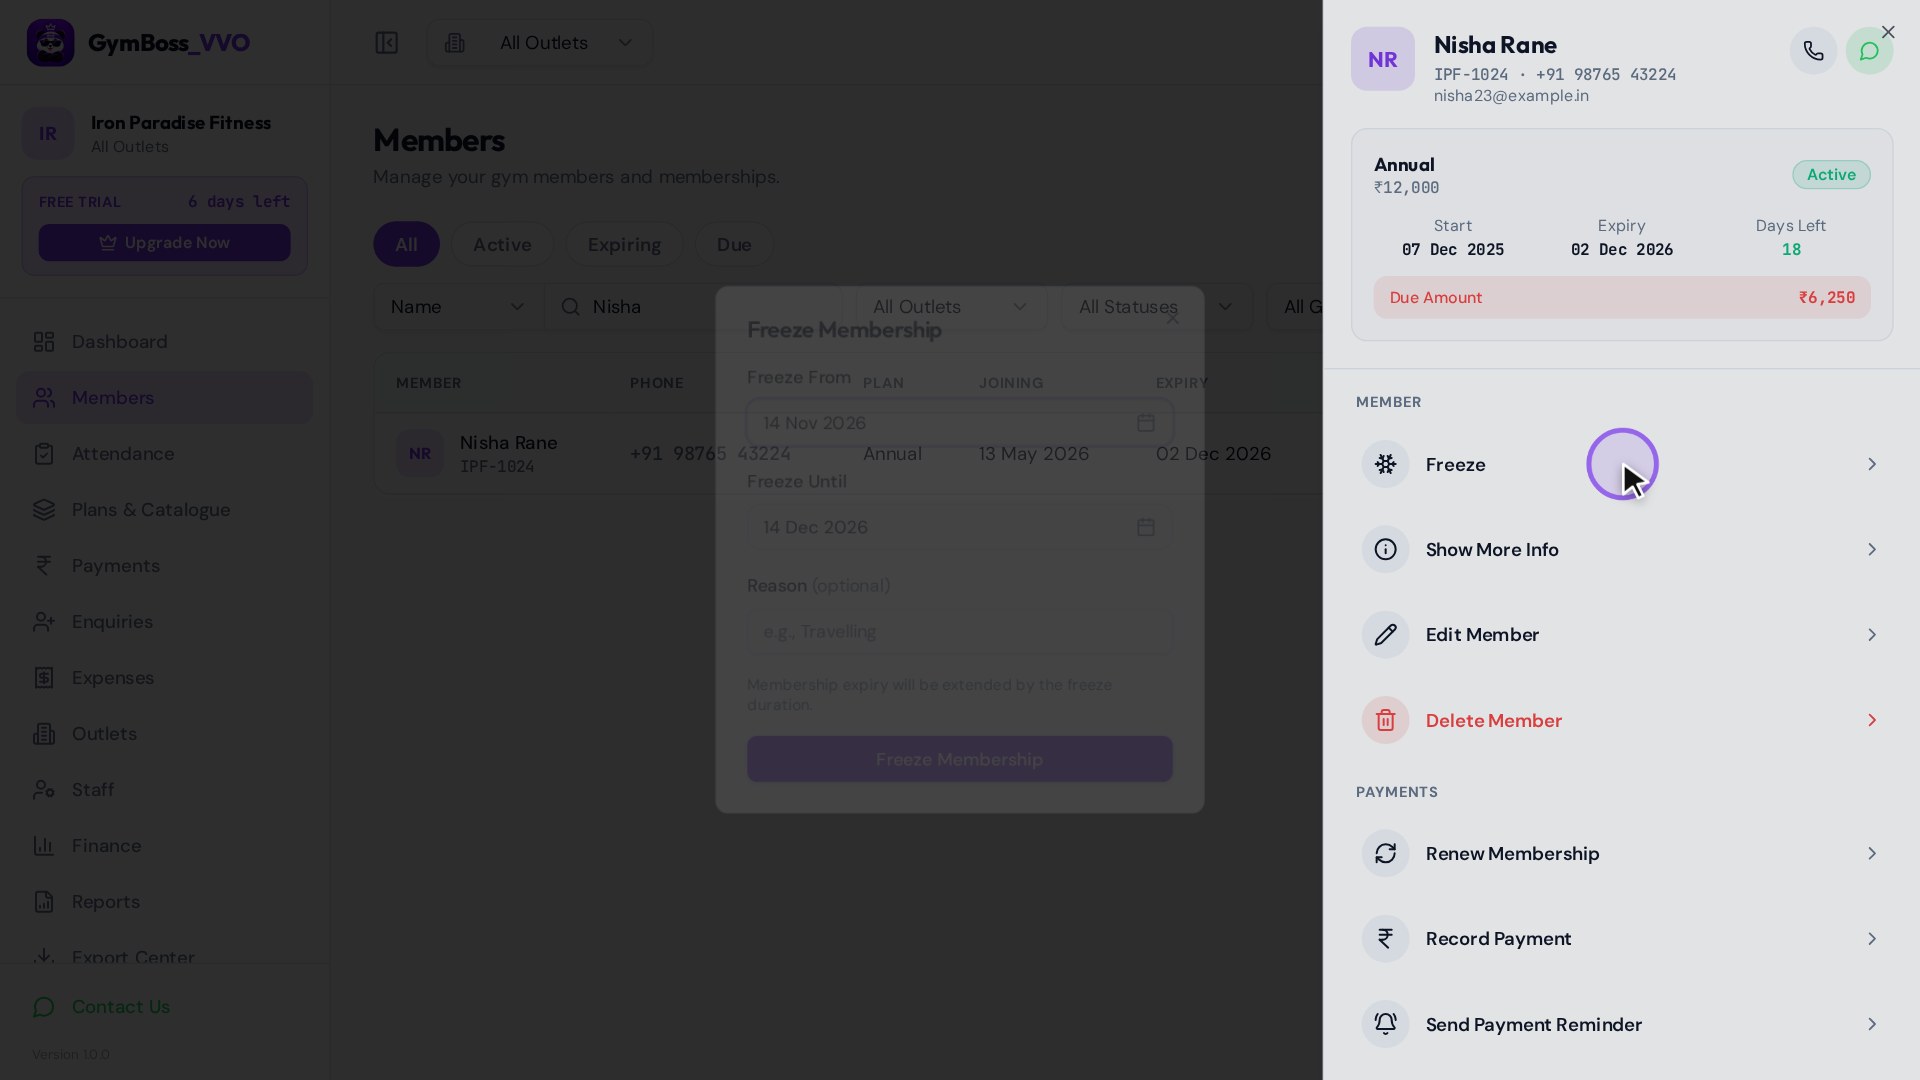 GymBoss_VVO
IR
Iron Paradise Fitness
All Outlets
FREE TRIAL 6 days left
Upgrade Now
Dashboard
Members
Attendance
Plans & Catalogue
Payments
Enquiries
Expenses
Outlets
Staff
Finance
Reports
Export Center
Contact Us
Version 1.0.0
All Outlets
Members
Manage your gym members and memberships.
All Active Expiring Due
Name Nisha All Outlets All Statuses All G
MEMBER PHONE PLAN JOINING EXPIRY
NR Nisha Rane +91 98765 43224 Annual 13 May 2026 02 Dec 2026
IPF-1024
Freeze Membership
Freeze From
14 Nov 2026
Freeze Until
14 Dec 2026
Reason (optional)
e.g., Travelling
Membership expiry will be extended by the freeze
duration.
Freeze Membership
NR
Nisha Rane
IPF-1024 · +91 98765 43224
nisha23@example.in
Annual
₹12,000
Active
Start Expiry Days Left
07 Dec 2025 02 Dec 2026 18
Due Amount ₹6,250
MEMBER
Freeze
Show More Info
Edit Member
Delete Member
PAYMENTS
Renew Membership
Record Payment
Send Payment Reminder